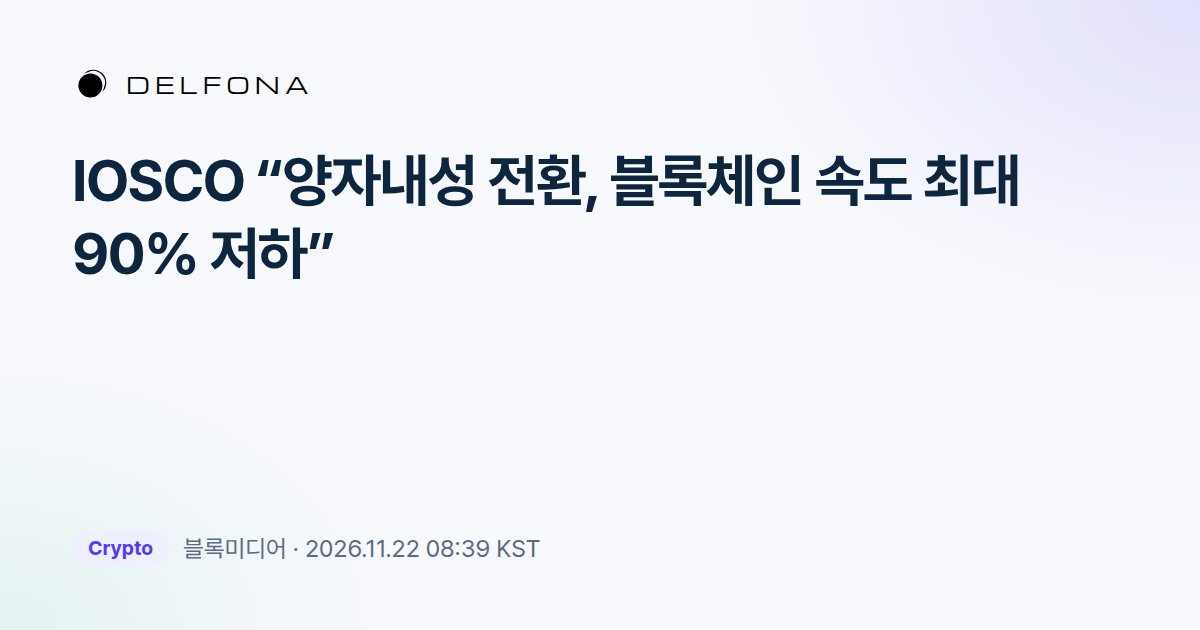 DELFONA
IOSCO “양자내성 전환, 블록체인 속도 최대
90% 저하”
Crypto 블록미디어 · 2026.11.22 08:39 KST